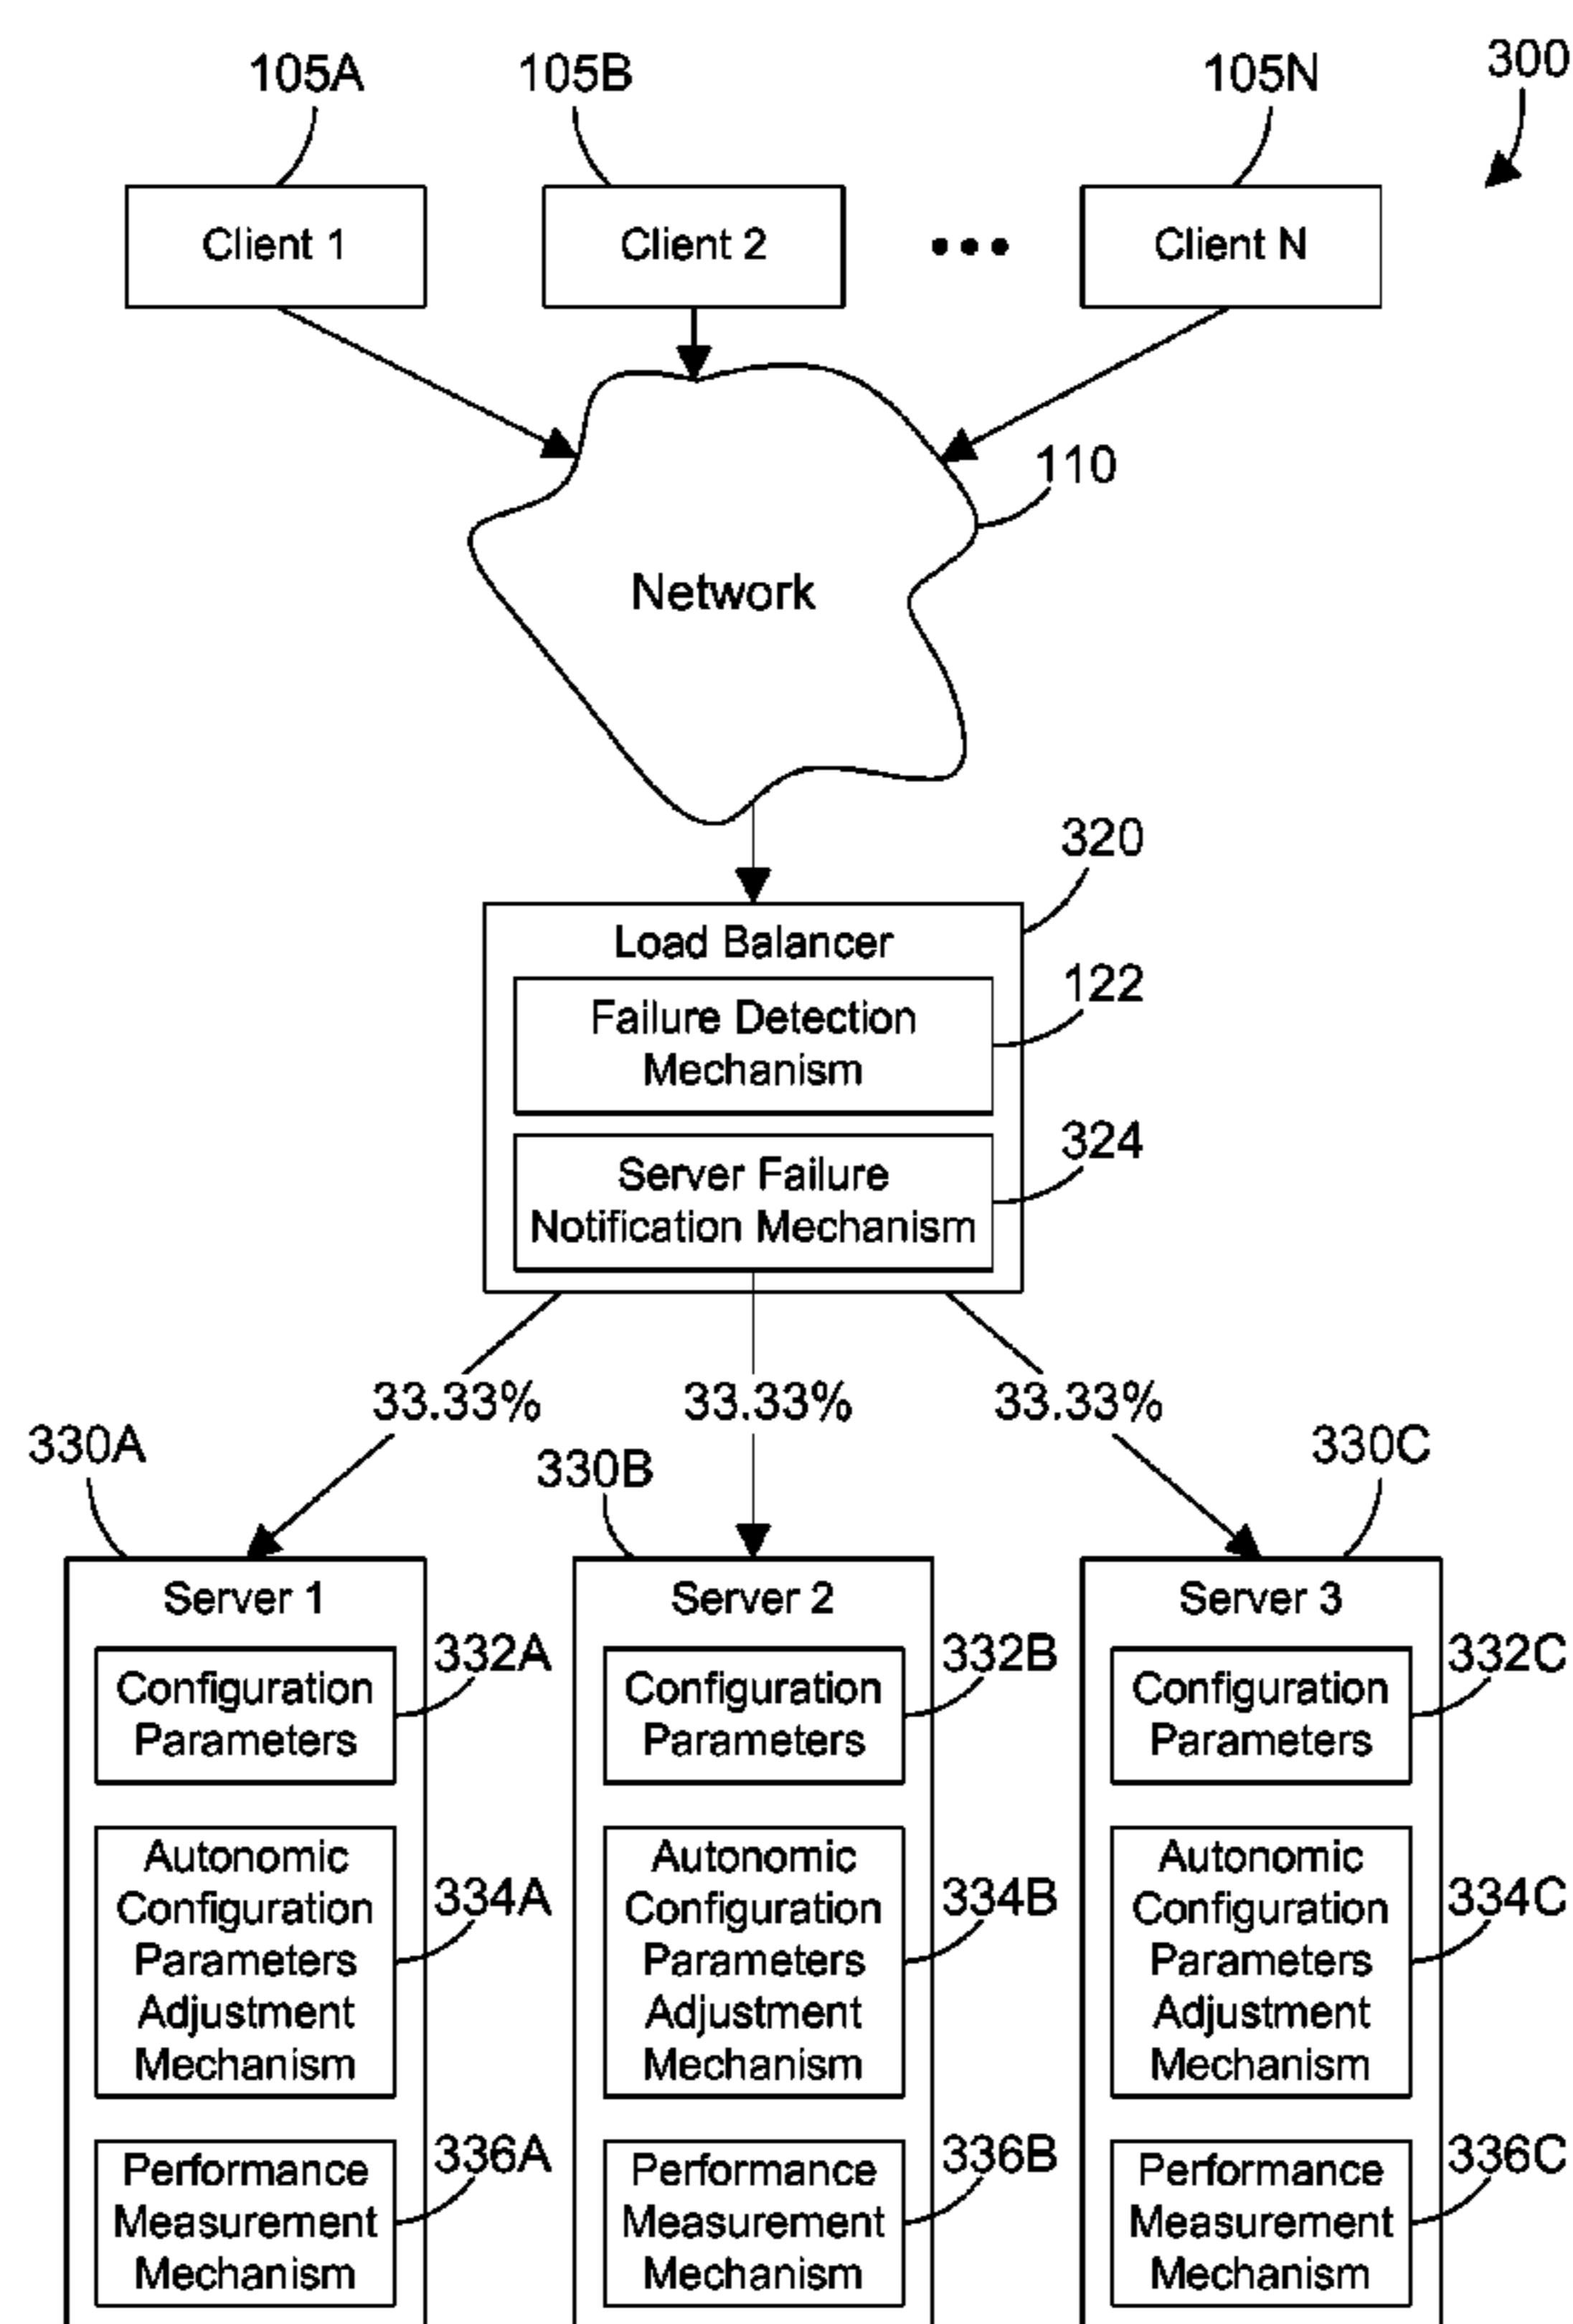 105A
105B
105N
300
Client 1
Client 2
Client N
110
Network
320
Load Balancer
122
Failure Detection
Mechanism
324
Server Failure
Notification Mechanism
33.33%
33.33%
33.33%
330A
330B
330C
Server 1
332A
Configuration
Parameters
Autonomic
Configuration
Parameters
Adjustment
Mechanism
334A
Performance
Measurement
Mechanism
336A
Server 2
332B
Configuration
Parameters
Autonomic
Configuration
Parameters
Adjustment
Mechanism
334B
Performance
Measurement
Mechanism
336B
Server 3
332C
Configuration
Parameters
Autonomic
Configuration
Parameters
Adjustment
Mechanism
334C
Performance
Measurement
Mechanism
336C